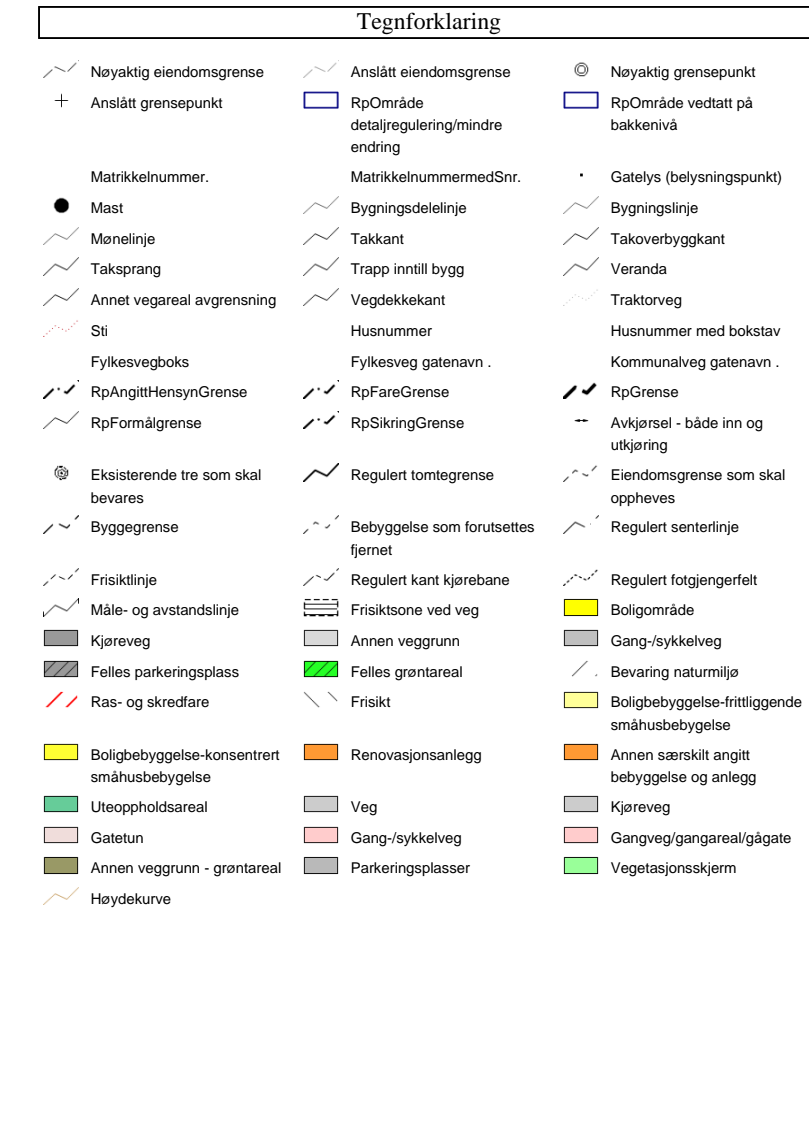 Tegnforklaring
Nøyaktig eiendomsgrense
Anslått eiendomsgrense
Nøyaktig grensepunkt
Anslått grensepunkt
RpOmråde
detaljregulering/mindre
endring
RpOmråde vedtatt på
bakkenivå
Matrikkelnummer.
MatrikkelnummermedSnr.
Gatelys (belysningspunkt)
Mast
Bygningsdelelinje
Bygningslinje
Mønelinje
Takkant
Takoverbyggkant
Taksprang
Trapp inntill bygg
Veranda
Annet vegareal avgrensning
Vegdekkekant
Traktorveg
Sti
Husnummer
Husnummer med bokstav
Fylkesvegboks
Fylkesveg gatenavn .
Kommunalveg gatenavn .
RpAngittHensynGrense
RpFareGrense
RpGrense
RpFormålgrense
RpSikringGrense
Avkjørsel - både inn og
utkjøring
Eksisterende tre som skal
bevares
Regulert tomtegrense
Eiendomsgrense som skal
oppheves
Byggegrense
Bebyggelse som forutsettes
fjernet
Regulert senterlinje
Frisiktlinje
Regulert kant kjørebane
Regulert fotgjengerfelt
Måle- og avstandslinje
Frisiktsone ved veg
Boligområde
Kjøreveg
Annen veggrunn
Gang-/sykkelveg
Felles parkeringsplass
Felles grøntareal
Bevaring naturmiljø
Ras- og skredfare
Frisikt
Boligbebyggelse-frittliggende
småhusbebygelse
Boligbebyggelse-konsentrert
småhusbebygelse
Renovasjonsanlegg
Annen særskilt angitt
bebyggelse og anlegg
Uteoppholdsareal
Veg
Kjøreveg
Gatetun
Gang-/sykkelveg
Gangveg/gangareal/gågate
Annen veggrunn - grøntareal
Parkeringsplasser
Vegetasjonsskjerm
Høydekurve